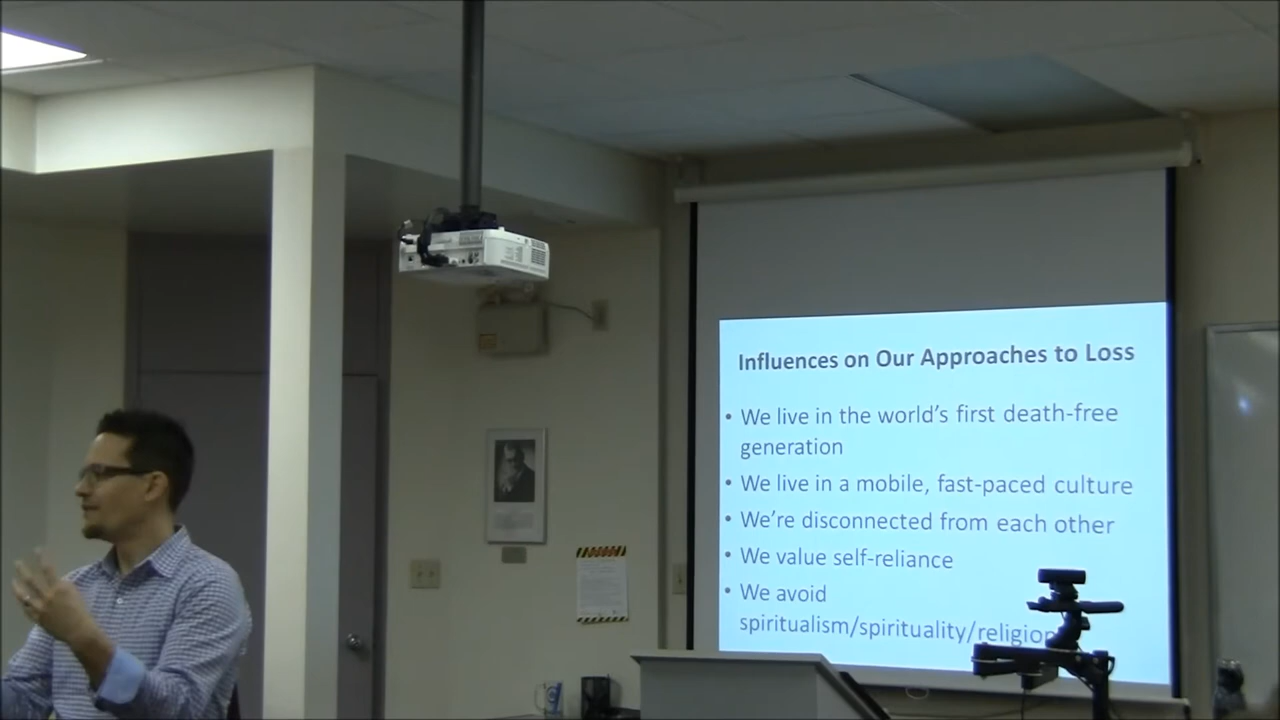 Influences on Our Approaches to Loss
• We live in the world's first death-free
generation
• We live in a mobile, fast-paced culture
• We're disconnected from each other
• We value self-reliance
• We avoid
spiritualism/spirituality/religion